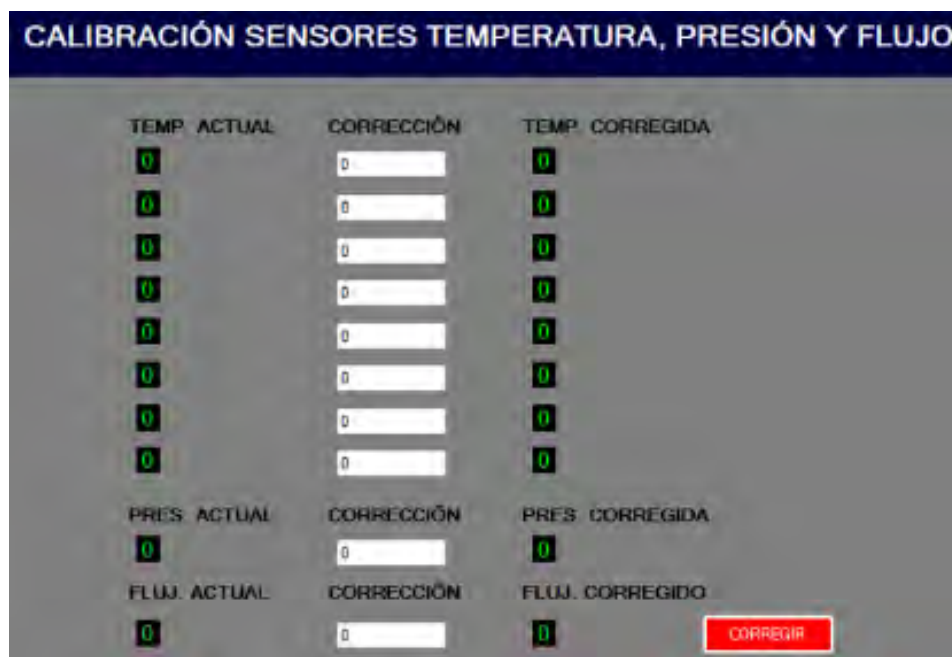 CALIBRACIÓN SENSORES TEMPERATURA, PRESIÓN Y FLUJO
TEMP. ACTUAL CORRECCIÓN TEMP. CORREGIDA
0 0 0
0 0 0
0 0 0
0 0 0
0 0 0
0 0 0
0 0 0
0 0 0
PRES. ACTUAL CORRECCIÓN PRES. CORREGIDA
0 0 0
FLUJ. ACTUAL CORRECCIÓN FLUJ. CORREGIDO
0 0 0 CORREGIR